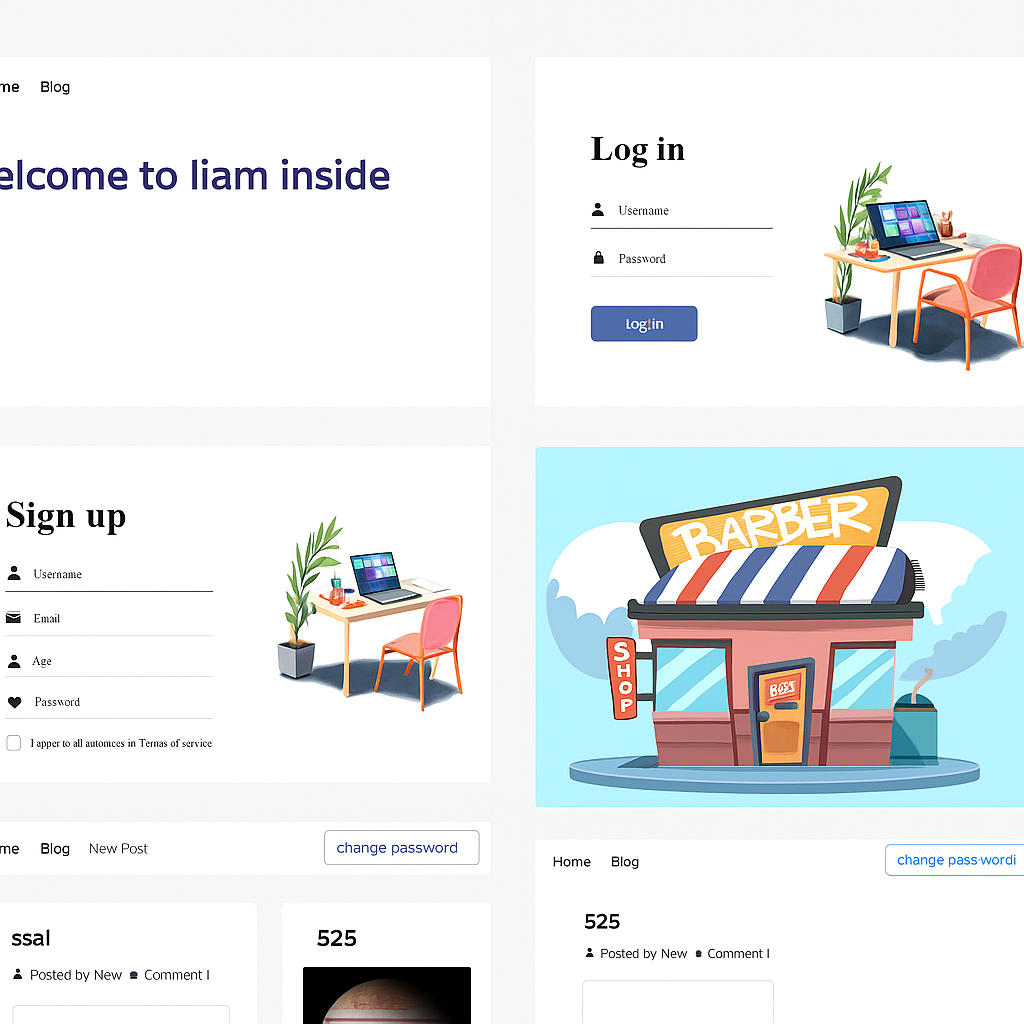 me Blog
elcome to liam inside
Log in
Username
Password
Log!in
Sign up
Username
Email
Age
Password
I apper to all automces in Ternas of service
BARBER
SHOP
me Blog New Post change password
ssal
Posted by New Comment I
525
Home Blog change pass·wordi
525
Posted by New Comment I